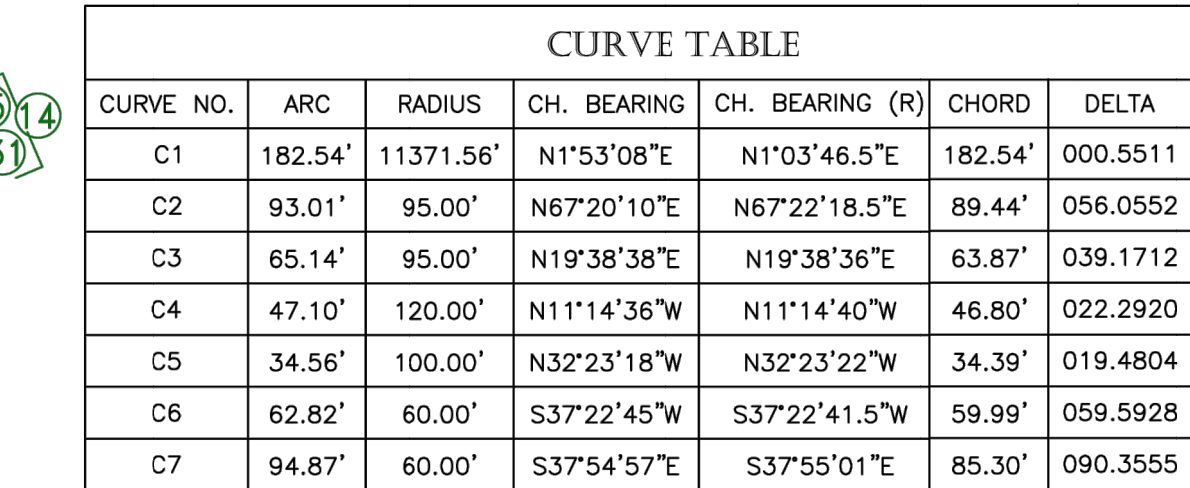 CURVE TABLE
CURVE NO. ARC RADIUS CH. BEARING CH. BEARING (R) CHORD DELTA
C1 182.54' 11371.56' N1°53'08"E N1°03'46.5"E 182.54' 000.5511
C2 93.01' 95.00' N67°20'10"E N67°22'18.5"E 89.44' 056.0552
C3 65.14' 95.00' N19°38'38"E N19°38'36"E 63.87' 039.1712
C4 47.10' 120.00' N11°14'36"W N11°14'40"W 46.80' 022.2920
C5 34.56' 100.00' N32°23'18"W N32°23'22"W 34.39' 019.4804
C6 62.82' 60.00' S37°22'45"W S37°22'41.5"W 59.99' 059.5928
C7 94.87' 60.00' S37°54'57"E S37°55'01"E 85.30' 090.3555
14